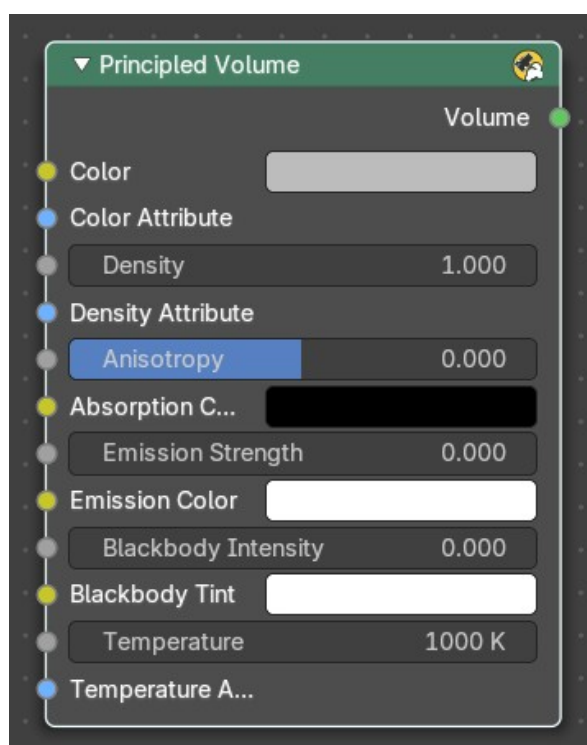 Principled Volume
Volume
Color
Color Attribute
Density 1.000
Density Attribute
Anisotropy 0.000
Absorption C...
Emission Strength 0.000
Emission Color
Blackbody Intensity 0.000
Blackbody Tint
Temperature 1000 K
Temperature A...